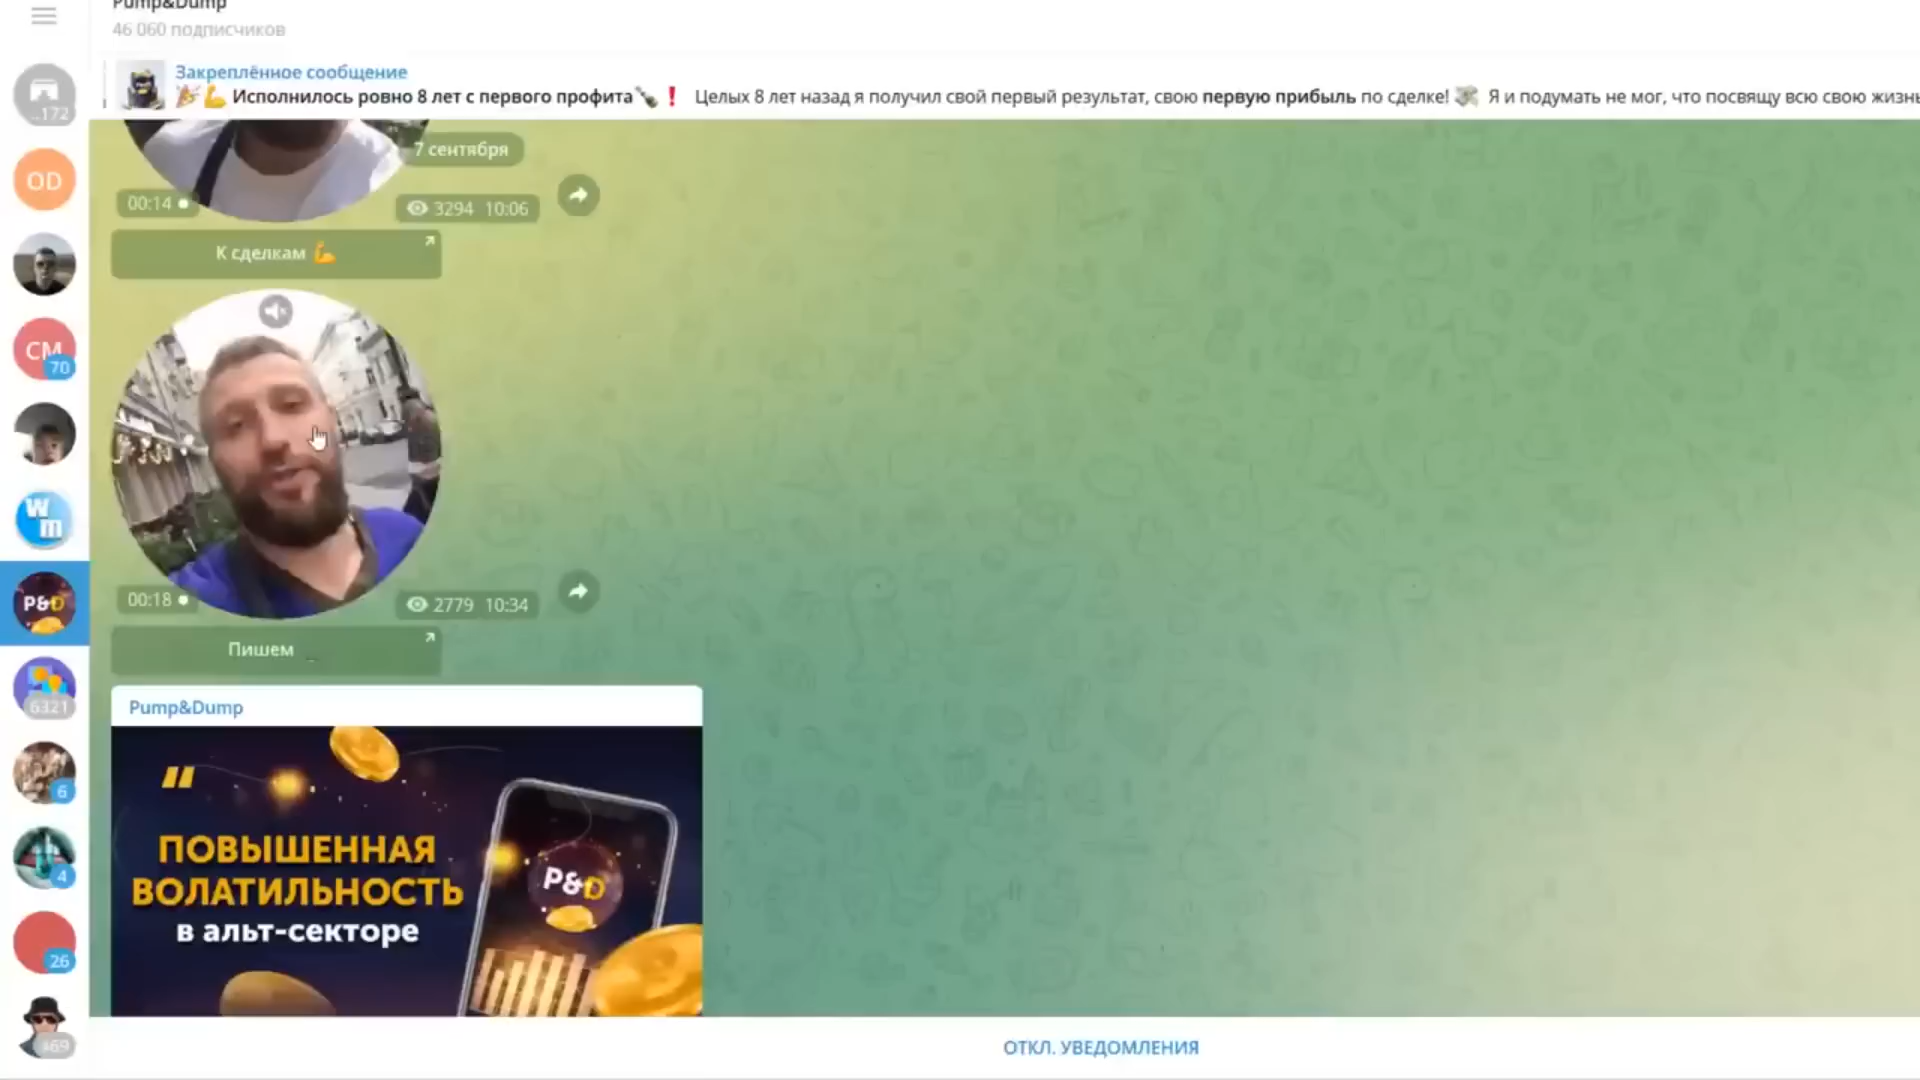 Pump&Dump
46 060 подписчиков
Закреплённое сообщение
🎉💪 Исполнилось ровно 8 лет с первого профита🍾❗ Целых 8 лет назад я получил свой первый результат, свою первую прибыль по сделке! 💸 Я и подумать не мог, что посвящу всю свою жизнь
..172
OD
CM
70
W
m
P&D
6321
6
4
26
469
7 сентября
00:14
3294 10:06
К сделкам 💪
00:18
2779 10:34
Пишем
Pump&Dump
“
ПОВЫШЕННАЯ
ВОЛАТИЛЬНОСТЬ
в альт-секторе
P&D
ОТКЛ. УВЕДОМЛЕНИЯ